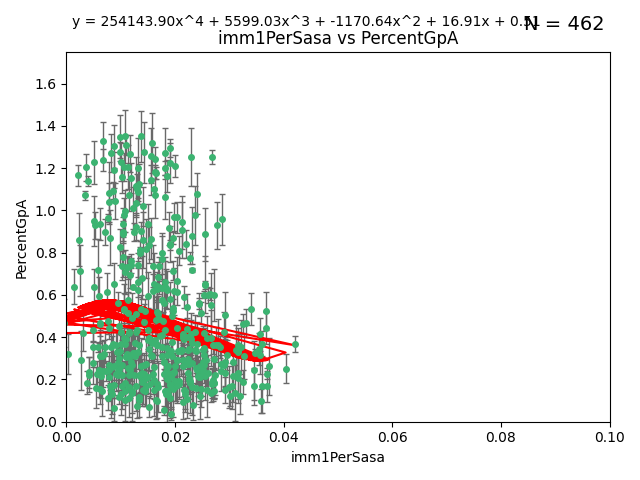 y = 254143.90x^4 + 5599.03x^3 + -1170.64x^2 + 16.91x + 0.51
N = 462
imm1PerSasa vs PercentGpA
PercentGpA
1.6
1.4
1.2
1.0
0.8
0.6
0.4
0.2
0.0
0.00 0.02 0.04 0.06 0.08 0.10
imm1PerSasa